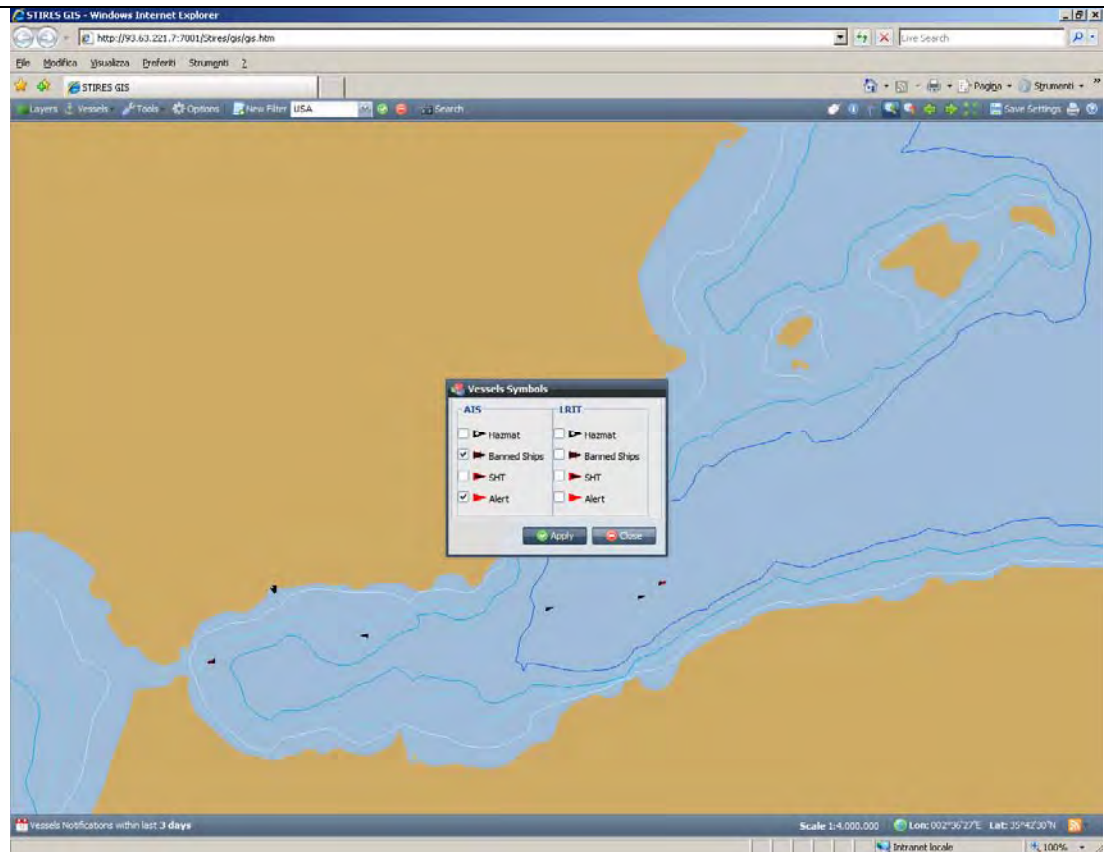 STIRES GIS - Windows Internet Explorer
http://93.63.221.7:7001/Stires/gis/gis.htm
Live Search
File Modifica Visualizza Preferiti Strumenti ?
STIRES GIS
Pagina Strumenti
Layers Vessels Tools Options New Filter USA Search Save Settings
Vessels Symbols
AIS LRIT
Hazmat Hazmat
Banned Ships Banned Ships
SHT SHT
Alert Alert
Apply Close
Vessels Notifications within last 3 days
Scale 1:4.000.000 Lon: 002°36'27"E Lat: 35°42'30"N
Intranet locale 100%